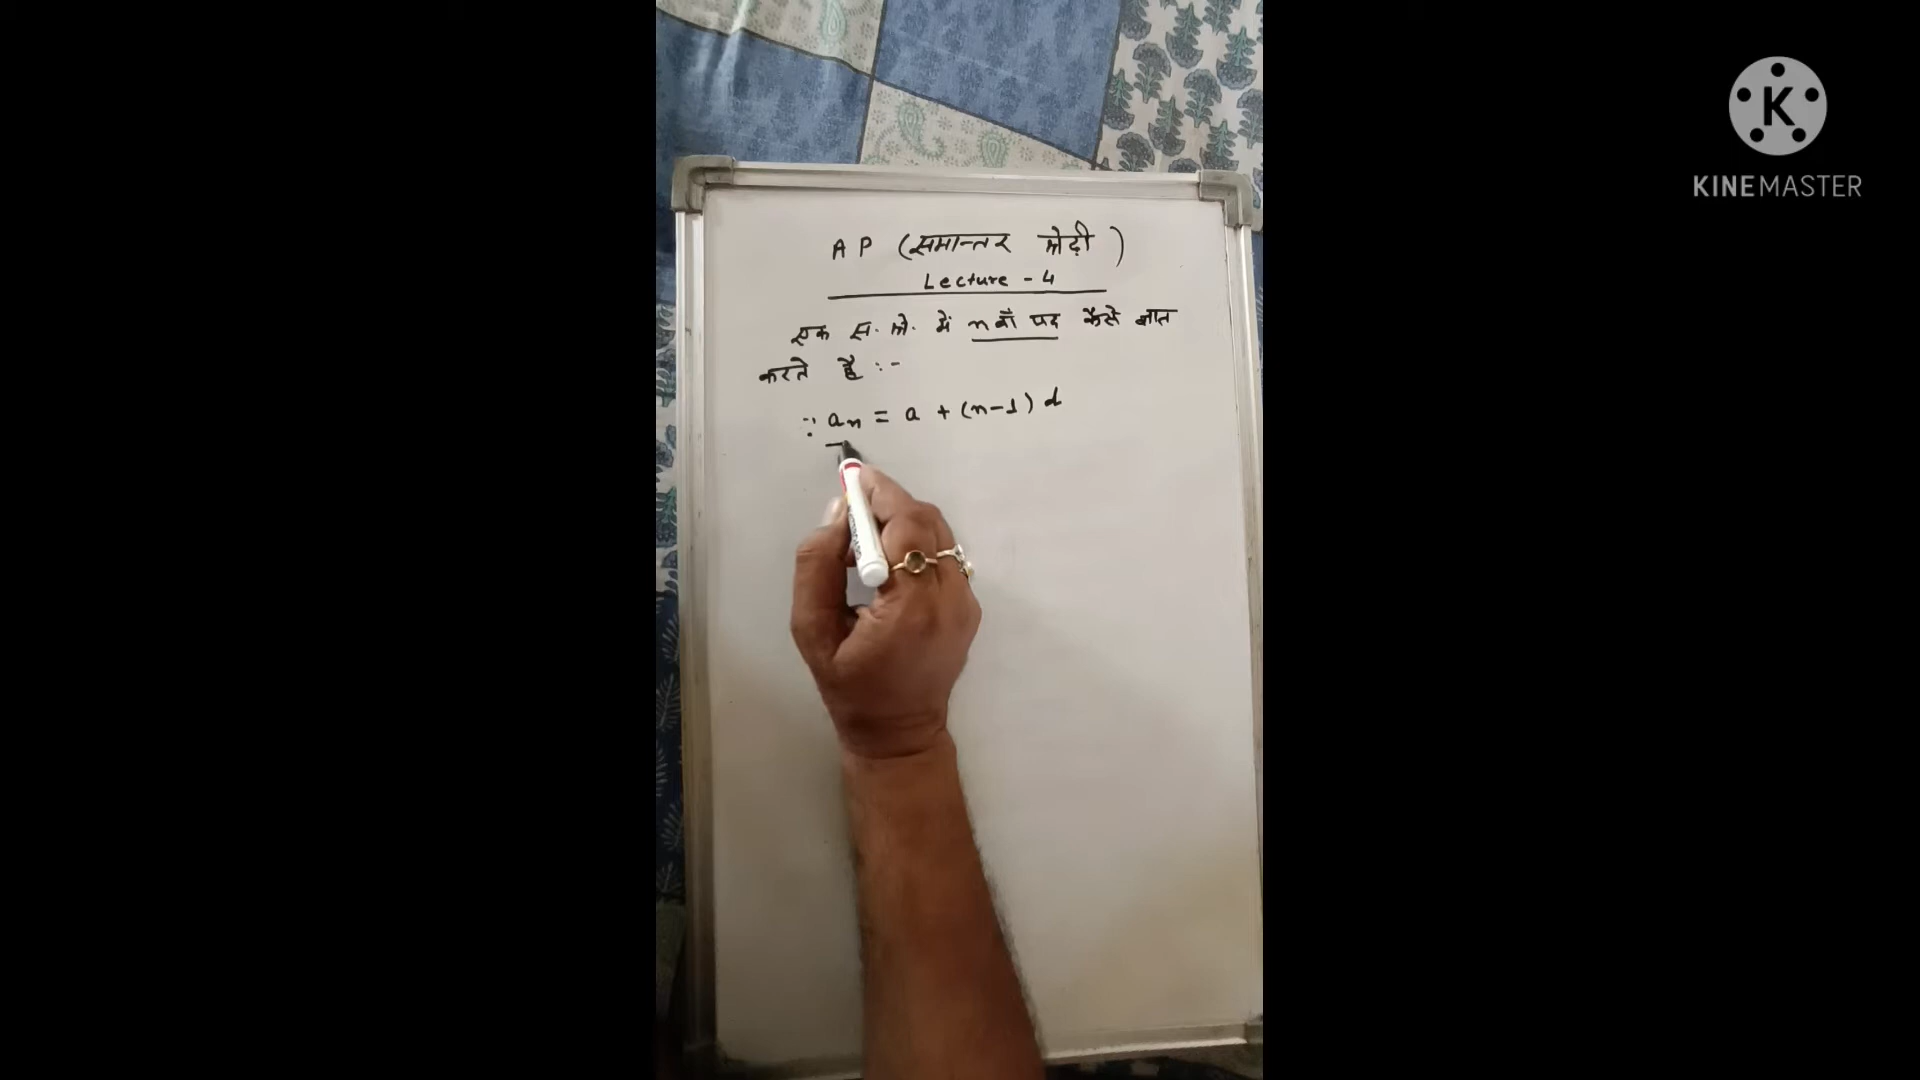 AP (समान्तर श्रेढ़ी)
Lecture - 4
एक स. श्रे. में nवाँ पद कैसे ज्ञात
करते है :-
∵ an = a + (n-1) d
KINEMASTER